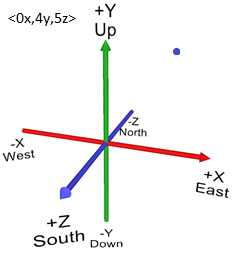 <0x,4y,5z>
+Y
Up
-Z
North
-X
West
+X
East
+Z
South
-Y
Down